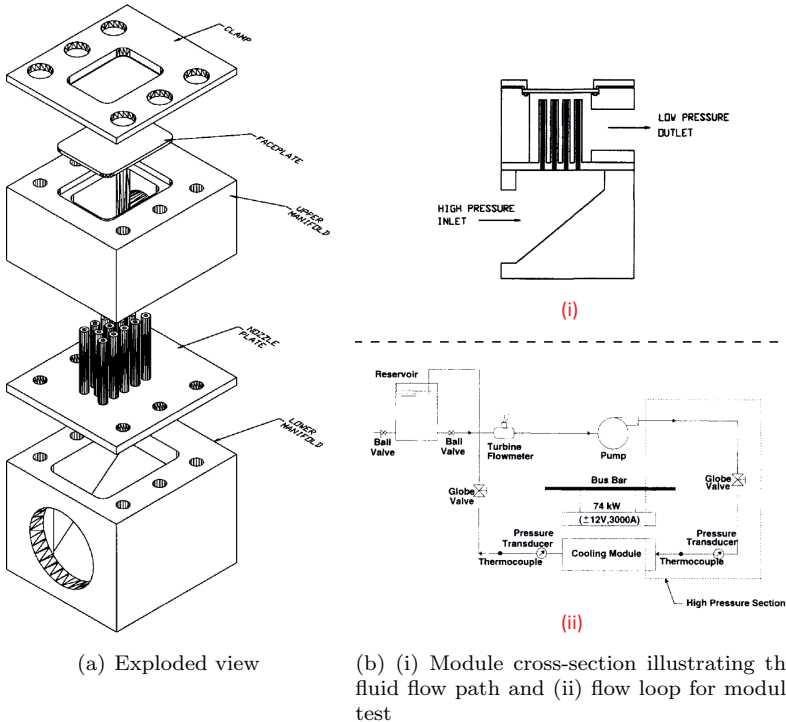 CLAMP
FACEPLATE
UPPER
MANIFOLD
NOZZLE
PLATE
LOWER
MANIFOLD
(a) Exploded view
LOW PRESSURE
OUTLET
HIGH PRESSURE
INLET
(i)
Reservoir
Ball
Valve
Ball
Valve
Turbine
Flowmeter
Pump
Globe
Valve
Bus Bar
Globe
Valve
74 kW
(±12V,3000A)
Pressure
Transducer
Thermocouple
Cooling Module
Pressure
Transducer
Thermocouple
High Pressure Section
(ii)
(b) (i) Module cross-section illustrating th
fluid flow path and (ii) flow loop for modul
test